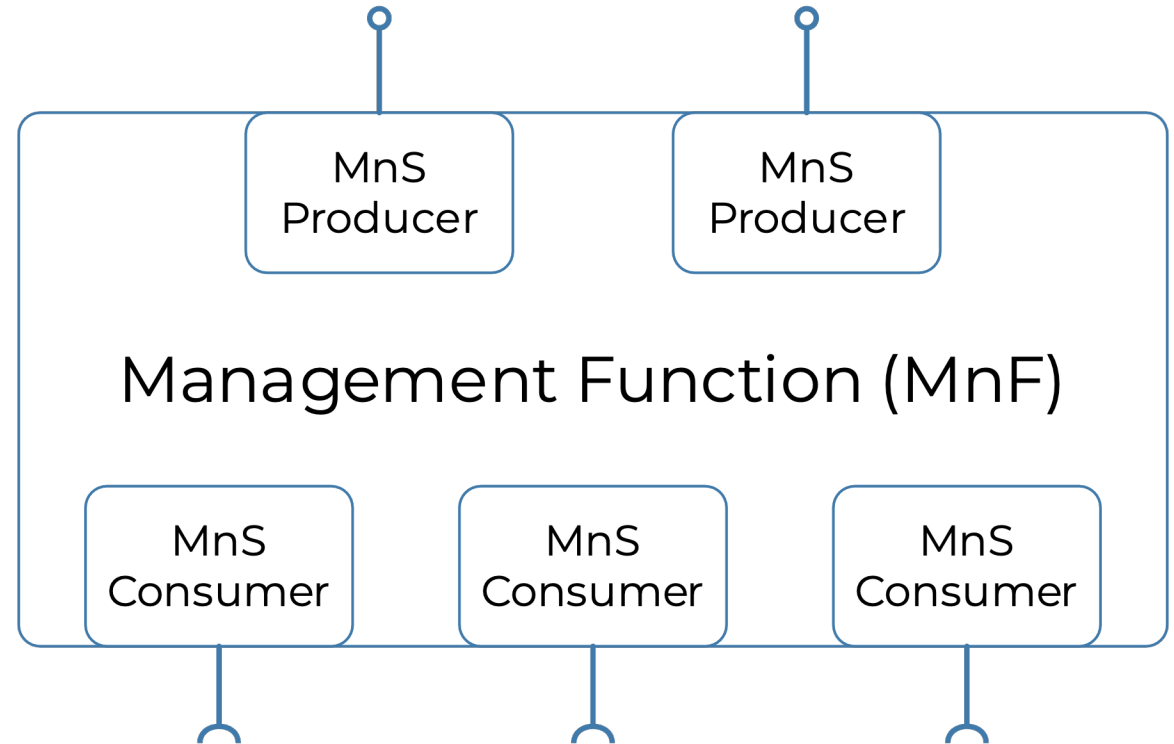 MnS
Producer
MnS
Producer
Management Function (MnF)
MnS
Consumer
MnS
Consumer
MnS
Consumer